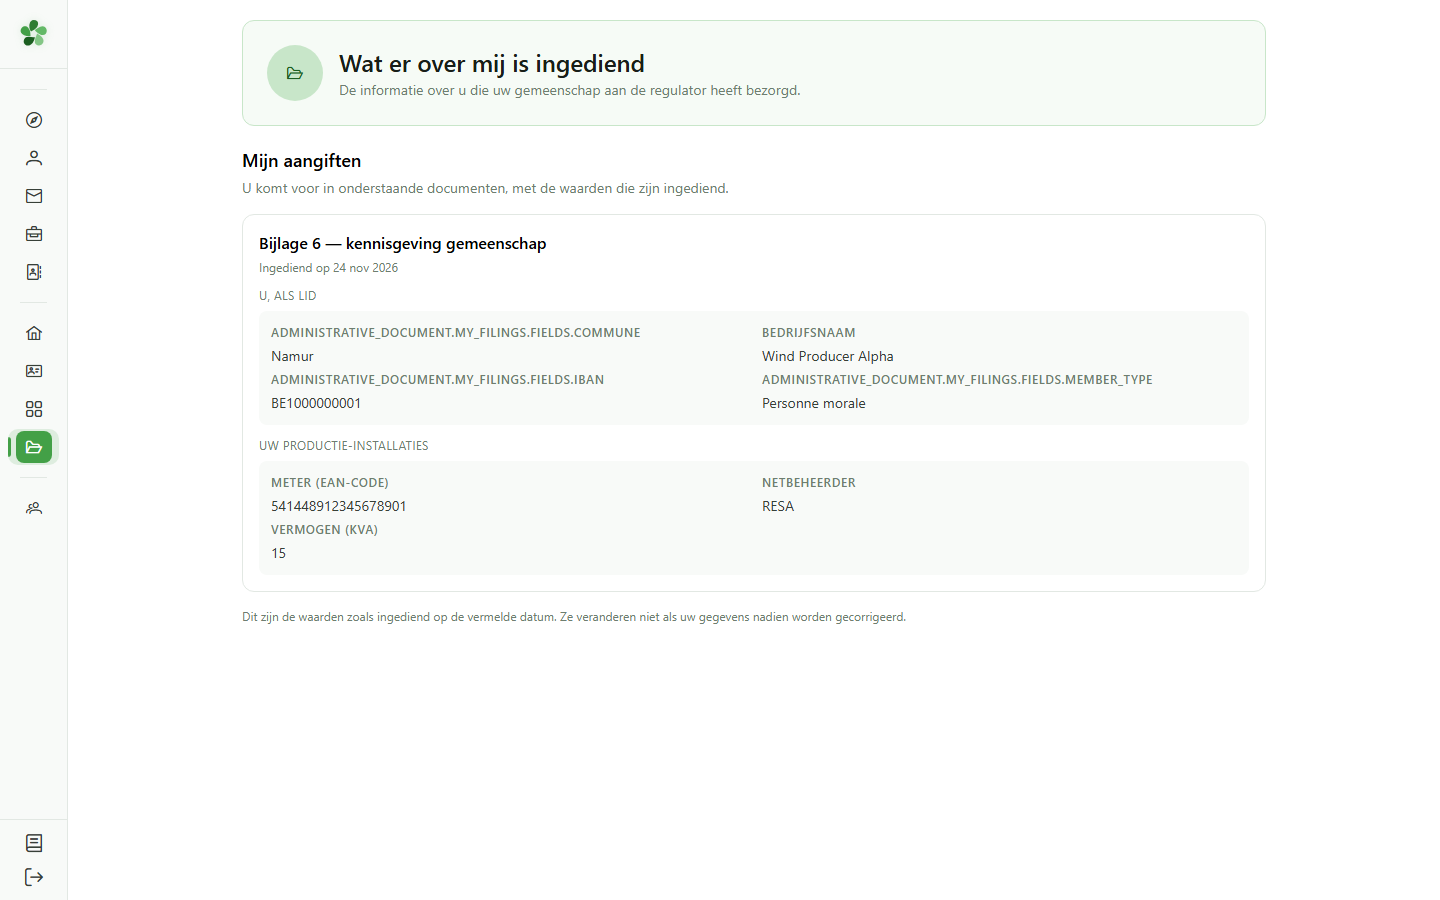 Wat er over mij is ingediend
De informatie over u die uw gemeenschap aan de regulator heeft bezorgd.
Mijn aangiften
U komt voor in onderstaande documenten, met de waarden die zijn ingediend.
Bijlage 6 — kennisgeving gemeenschap
Ingediend op 24 nov 2026
U, ALS LID
ADMINISTRATIVE_DOCUMENT.MY_FILINGS.FIELDS.COMMUNE
Namur
BEDRIJFSNAAM
Wind Producer Alpha
ADMINISTRATIVE_DOCUMENT.MY_FILINGS.FIELDS.IBAN
BE1000000001
ADMINISTRATIVE_DOCUMENT.MY_FILINGS.FIELDS.MEMBER_TYPE
Personne morale
UW PRODUCTIE-INSTALLATIES
METER (EAN-CODE)
541448912345678901
NETBEHEERDER
RESA
VERMOGEN (KVA)
15
Dit zijn de waarden zoals ingediend op de vermelde datum. Ze veranderen niet als uw gegevens nadien worden gecorrigeerd.